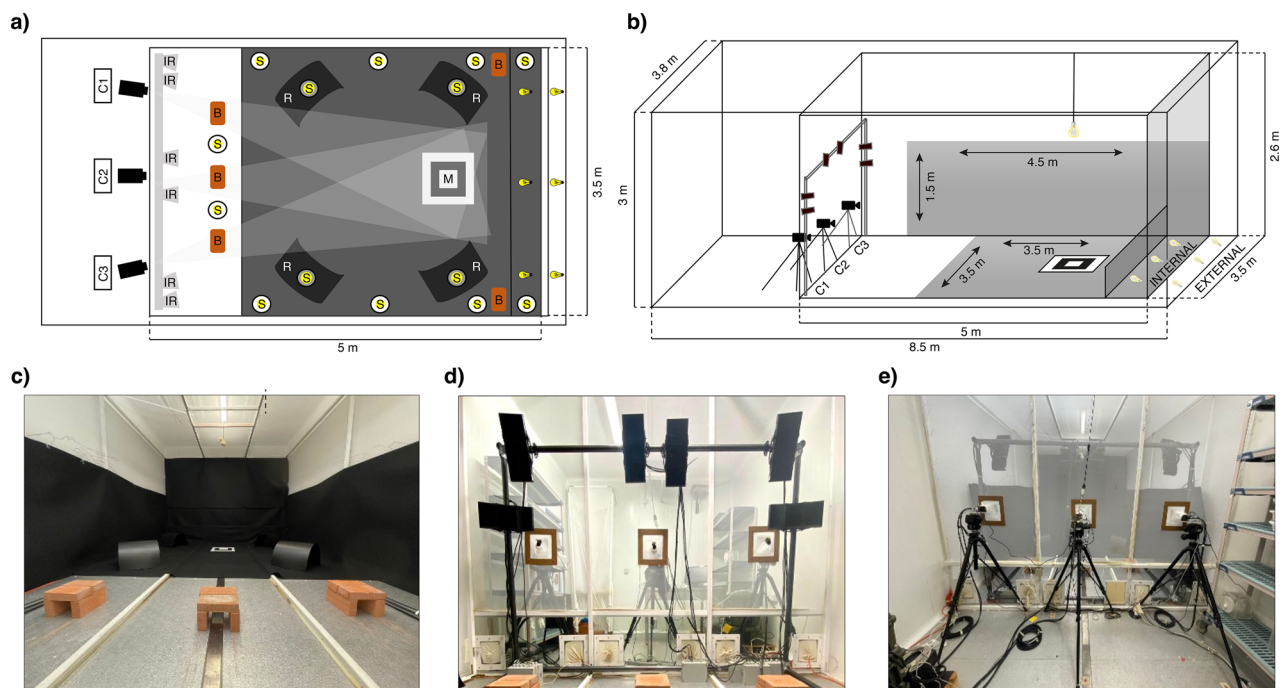 a)
IR
IR
S
S
S
B
S
C1
B
R
S
S
R
S
IR
C2
B
M
3.5 m
IR
S
B
C3
R
S
S
R
IR
IR
S
S
S
B
S
5 m
b)
3.8 m
3 m
4.5 m
1.5 m
2.6 m
3.5 m
3.5 m
C3
C2
C1
INTERNAL
EXTERNAL
3.5 m
5 m
8.5 m
c)
d)
e)